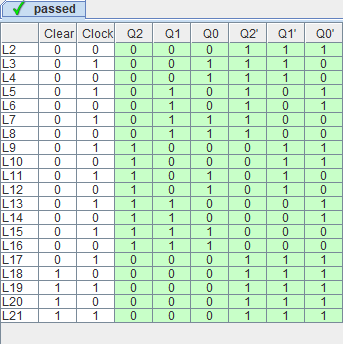 passed
Clear Clock Q2 Q1 Q0 Q2' Q1' Q0'
L2 0 0 0 0 0 1 1 1
L3 0 1 0 0 1 1 1 0
L4 0 0 0 0 1 1 1 0
L5 0 1 0 1 0 1 0 1
L6 0 0 0 1 0 1 0 1
L7 0 1 0 1 1 1 0 0
L8 0 0 0 1 1 1 0 0
L9 0 1 1 0 0 0 1 1
L10 0 0 1 0 0 0 1 1
L11 0 1 1 0 1 0 1 0
L12 0 0 1 0 1 0 1 0
L13 0 1 1 1 0 0 0 1
L14 0 0 1 1 0 0 0 1
L15 0 1 1 1 1 0 0 0
L16 0 0 1 1 1 0 0 0
L17 0 1 0 0 0 1 1 1
L18 1 0 0 0 0 1 1 1
L19 1 1 0 0 0 1 1 1
L20 1 0 0 0 0 1 1 1
L21 1 1 0 0 0 1 1 1